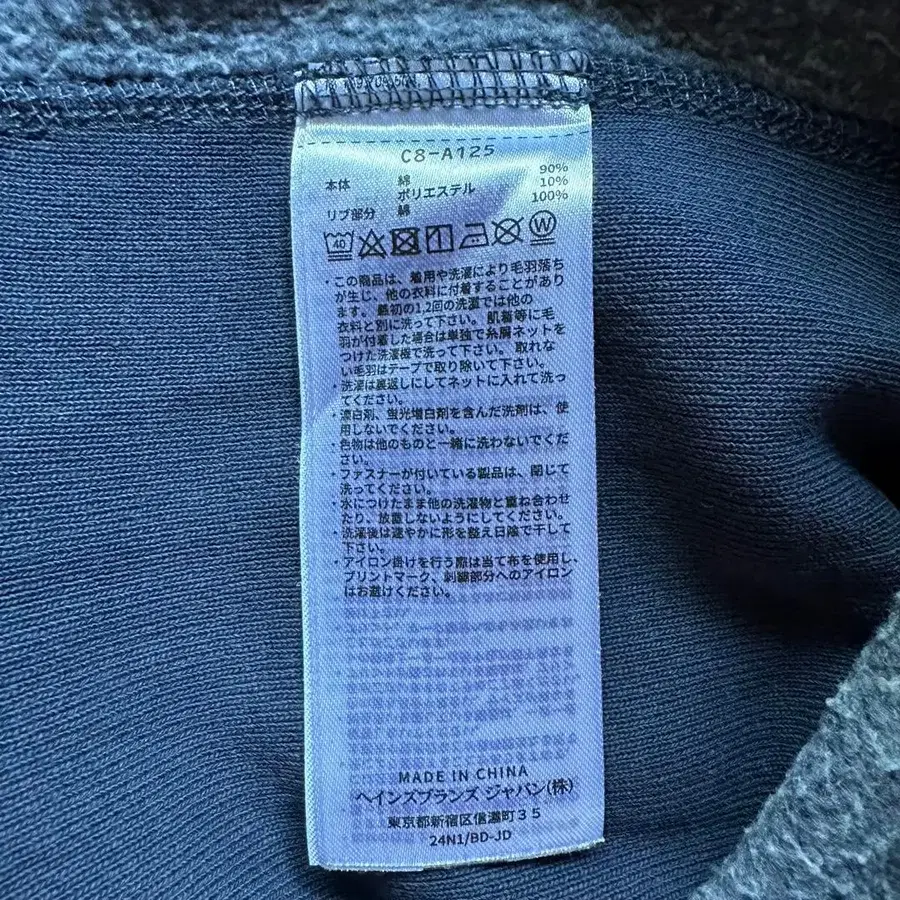 C8-A125
本体 綿 90%
ポリエステル 10%
リブ部分 綿 100%
40 W
・この商品は、着用や洗濯により毛羽落ち
が生じ、他の衣料に付着することがあり
ます。最初の1,2回の洗濯では他の
衣料と別に洗って下さい。肌着等に毛
羽が付着した場合は単独で糸屑ネットを
つけた洗濯機で洗って下さい。取れな
い毛羽はテープで取り除いて下さい。
・洗濯は裏返しにしてネットに入れて洗っ
てください。
・漂白剤、蛍光増白剤を含んだ洗剤は、使
用しないでください。
・色物は他のものと一緒に洗わないでくだ
さい。
・ファスナーが付いている製品は、閉じて
洗ってください。
・水につけたまま他の洗濯物と重ね合わせ
たり、放置しないようにしてください。
・洗濯後は速やかに形を整え日陰で干して
下さい。
・アイロン掛けを行う際は当て布を使用し、
プリントマーク、刺繍部分へのアイロン
はお避けください。
MADE IN CHINA
ヘインズブランズ ジャパン(株)
東京都新宿区信濃町35
24N1/BD-JD